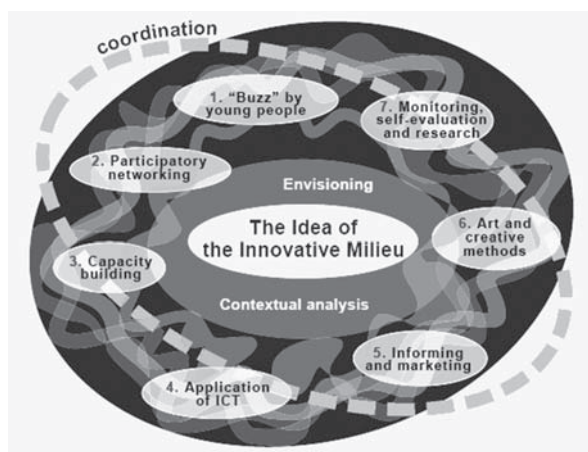 coordination
1. “Buzz” by
young people
7. Monitoring,
self-evaluation
and research
2. Participatory
networking
Envisioning
The Idea of
the Innovative Milieu
6. Art and
creative
methods
3. Capacity
building
Contextual analysis
5. Informing
and marketing
4. Application
of ICT